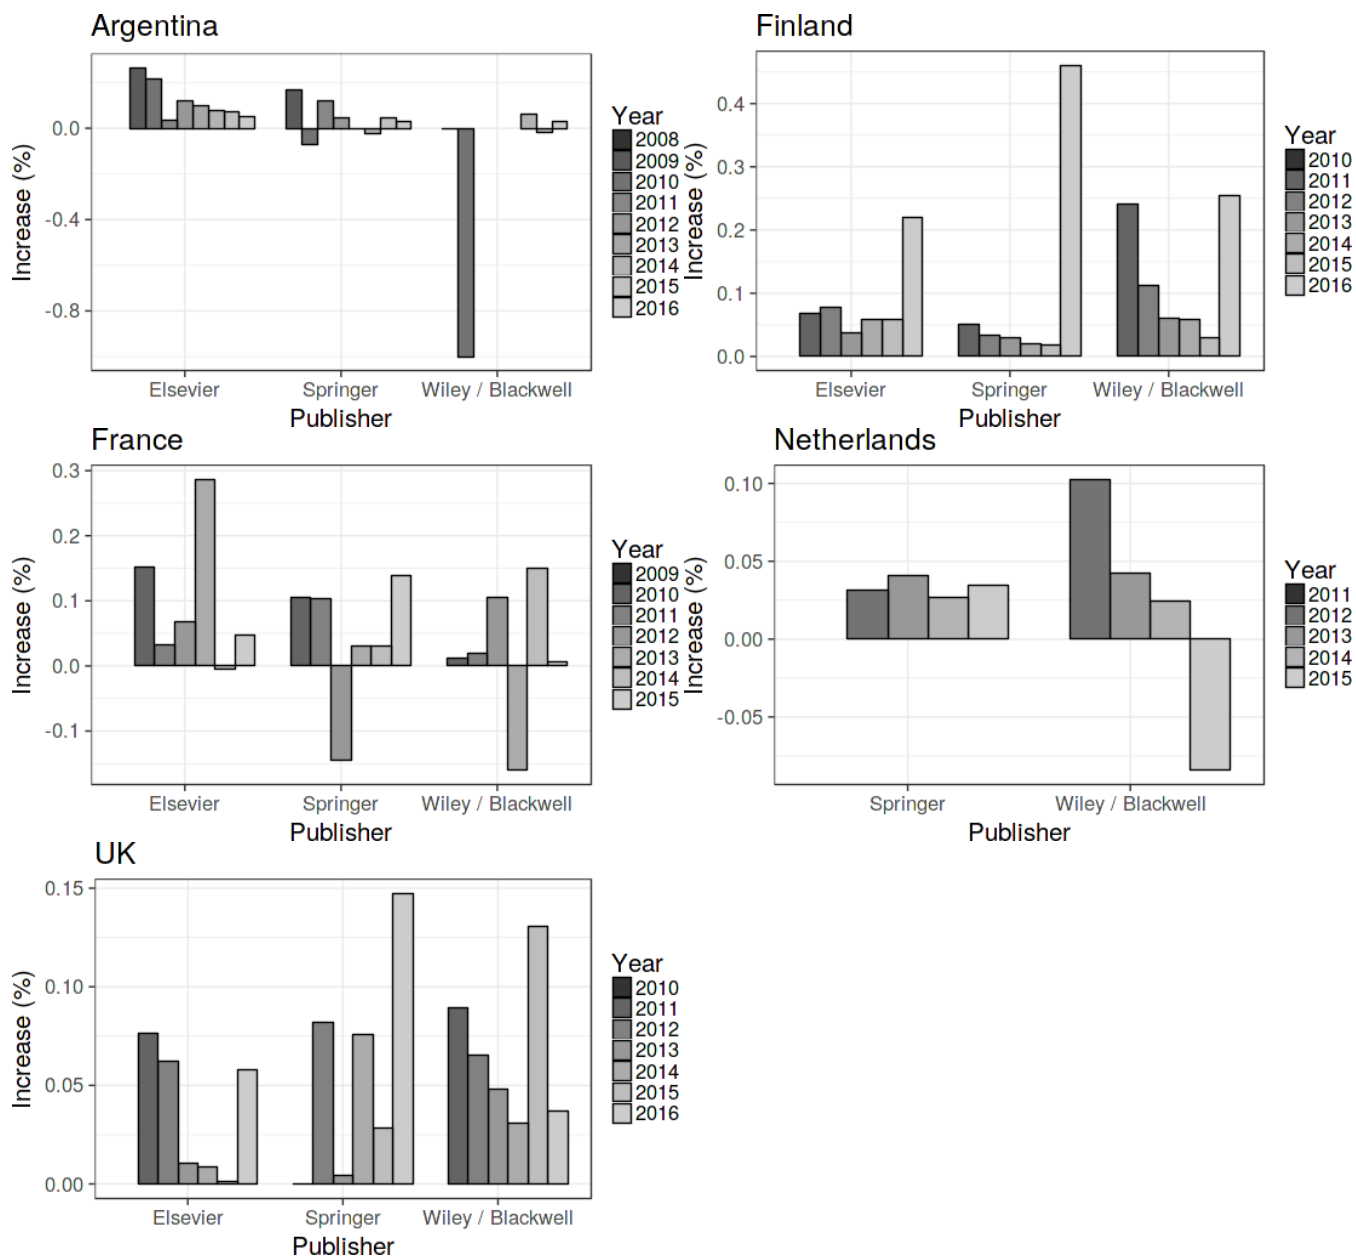 Argentina
Increase (%)
0.0
-0.4
-0.8
Elsevier
Springer
Wiley / Blackwell
Publisher
Year
2008
2009
2010
2011
2012
2013
2014
2015
2016
Finland
Increase (%)
0.4
0.3
0.2
0.1
0.0
Elsevier
Springer
Wiley / Blackwell
Publisher
Year
2010
2011
2012
2013
2014
2015
2016
France
Increase (%)
0.3
0.2
0.1
0.0
-0.1
Elsevier
Springer
Wiley / Blackwell
Publisher
Year
2009
2010
2011
2012
2013
2014
2015
Netherlands
Increase (%)
0.10
0.05
0.00
-0.05
Springer
Wiley / Blackwell
Publisher
Year
2011
2012
2013
2014
2015
UK
Increase (%)
0.15
0.10
0.05
0.00
Elsevier
Springer
Wiley / Blackwell
Publisher
Year
2010
2011
2012
2013
2014
2015
2016